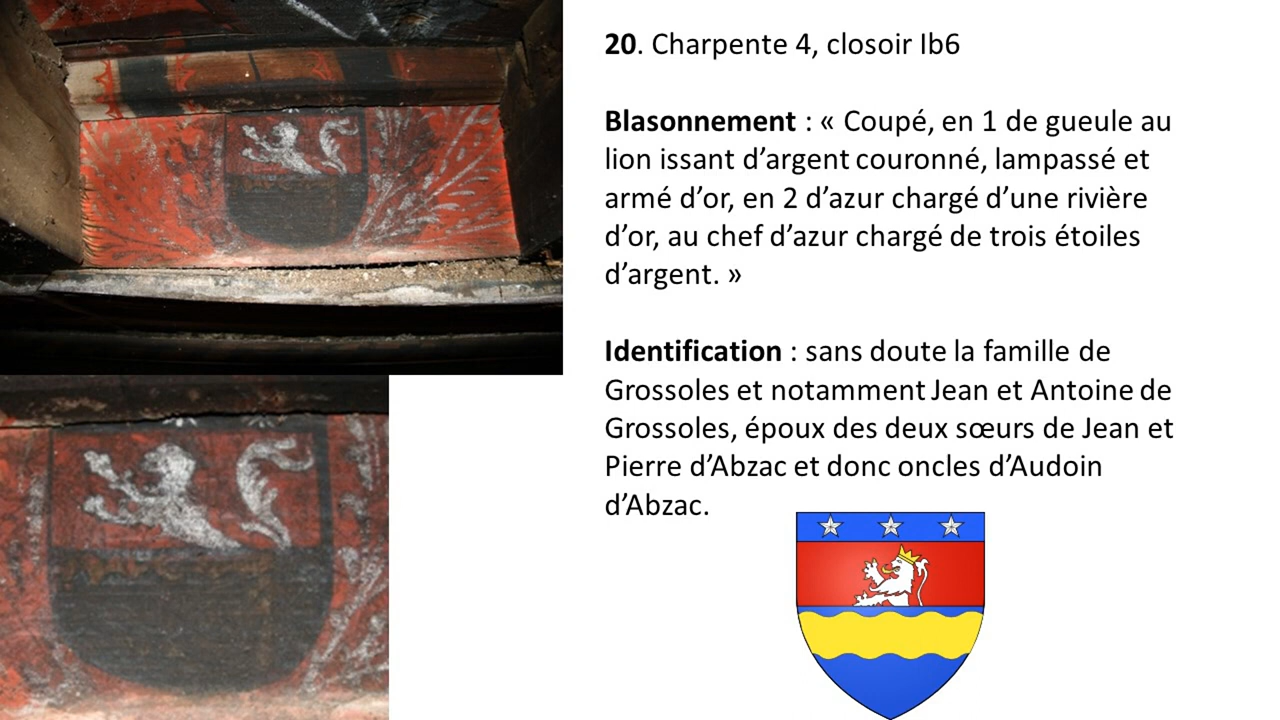 20. Charpente 4, closoir Ib6
Blasonnement : « Coupé, en 1 de gueule au
lion issant d’argent couronné, lampassé et
armé d’or, en 2 d’azur chargé d’une rivière
d’or, au chef d’azur chargé de trois étoiles
d’argent. »
Identification : sans doute la famille de
Grossoles et notamment Jean et Antoine de
Grossoles, époux des deux sœurs de Jean et
Pierre d’Abzac et donc oncles d’Audoin
d’Abzac.